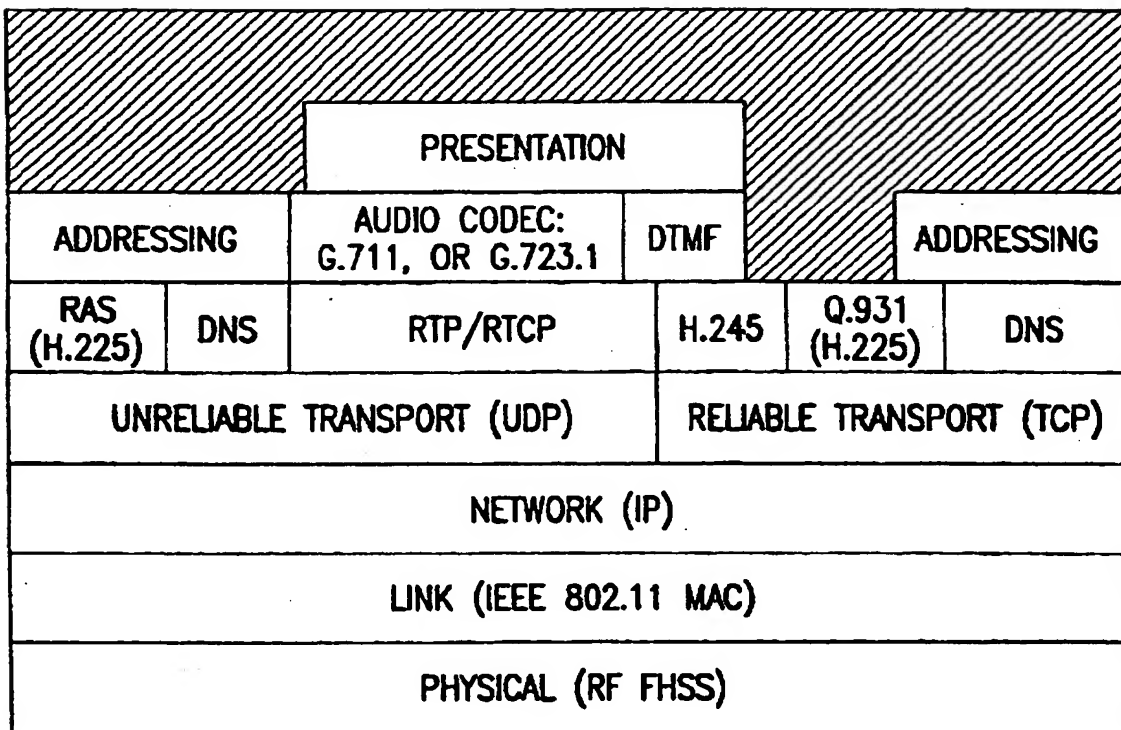 PRESENTATION
ADDRESSING
AUDIO CODEC:
G.711, OR G.723.1
DTMF
ADDRESSING
RAS
(H.225)
DNS
RTP/RTCP
H.245
Q.931
(H.225)
DNS
UNRELIABLE TRANSPORT (UDP)
RELIABLE TRANSPORT (TCP)
NETWORK (IP)
LINK (IEEE 802.11 MAC)
PHYSICAL (RF FHSS)